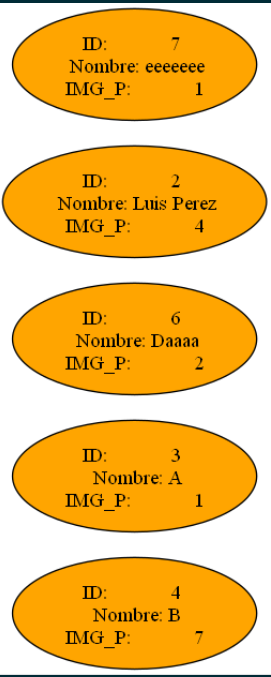 ID: 7
Nombre: eeeeeee
IMG_P: 1
ID: 2
Nombre: Luis Perez
IMG_P: 4
ID: 6
Nombre: Daaaa
IMG_P: 2
ID: 3
Nombre: A
IMG_P: 1
ID: 4
Nombre: B
IMG_P: 7